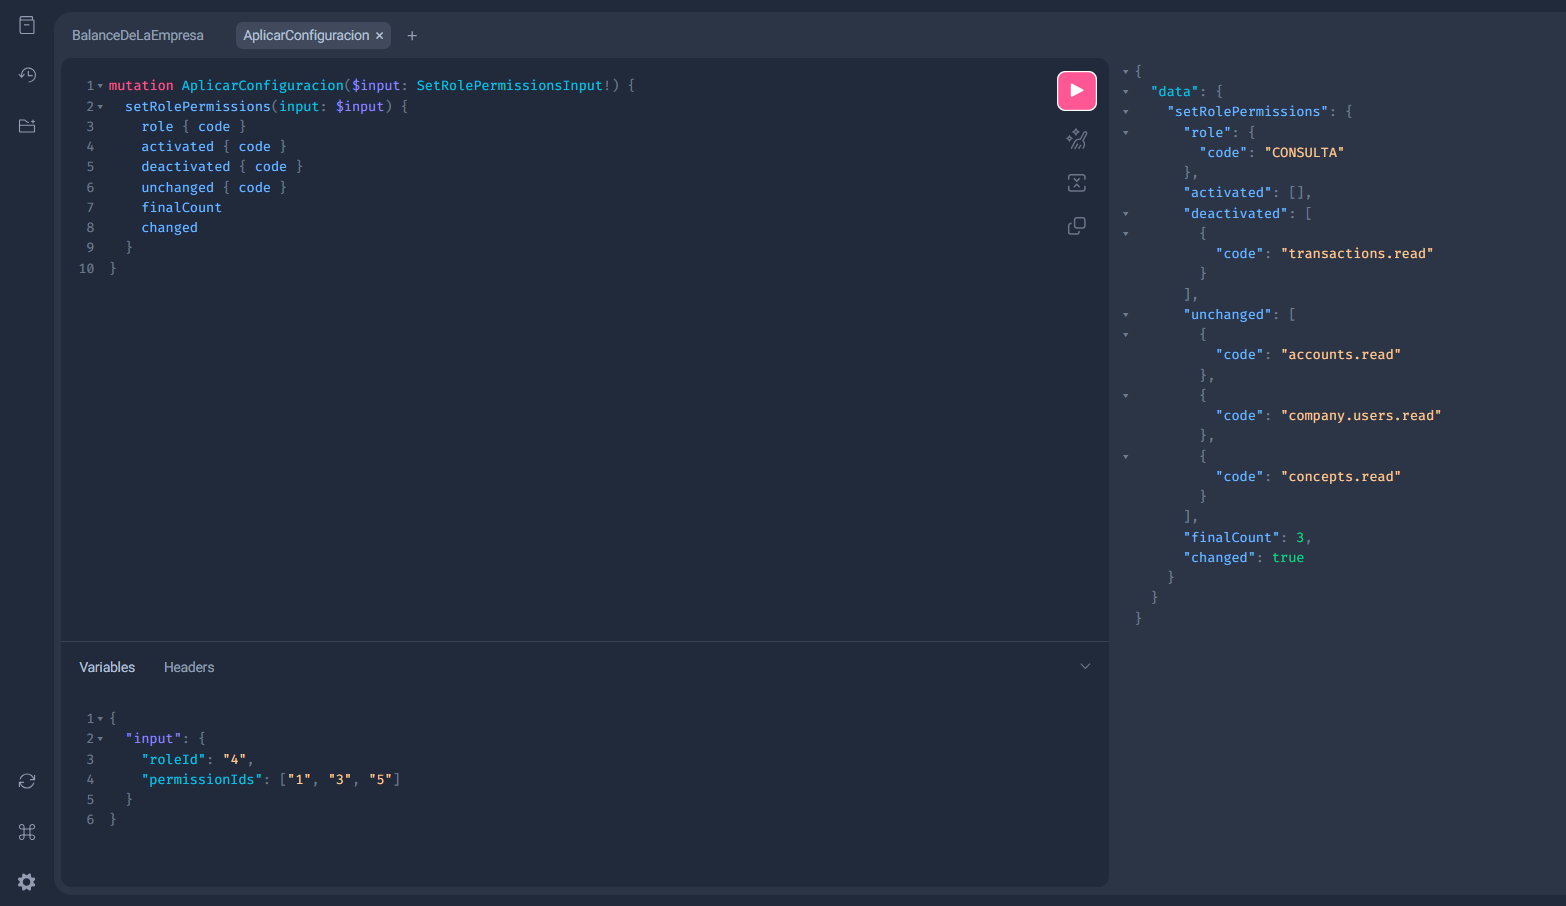 BalanceDeLaEmpresa
AplicarConfiguracion × +
1 mutation AplicarConfiguracion($input: SetRolePermissionsInput!) {
2 setRolePermissions(input: $input) {
3 role { code }
4 activated { code }
5 deactivated { code }
6 unchanged { code }
7 finalCount
8 changed
9 }
10 }
Variables Headers
1 {
2 "input": {
3 "roleId": "4",
4 "permissionIds": ["1", "3", "5"]
5 }
6 }
{
"data": {
"setRolePermissions": {
"role": {
"code": "CONSULTA"
},
"activated": [],
"deactivated": [
{
"code": "transactions.read"
}
],
"unchanged": [
{
"code": "accounts.read"
},
{
"code": "company.users.read"
},
{
"code": "concepts.read"
}
],
"finalCount": 3,
"changed": true
}
}
}